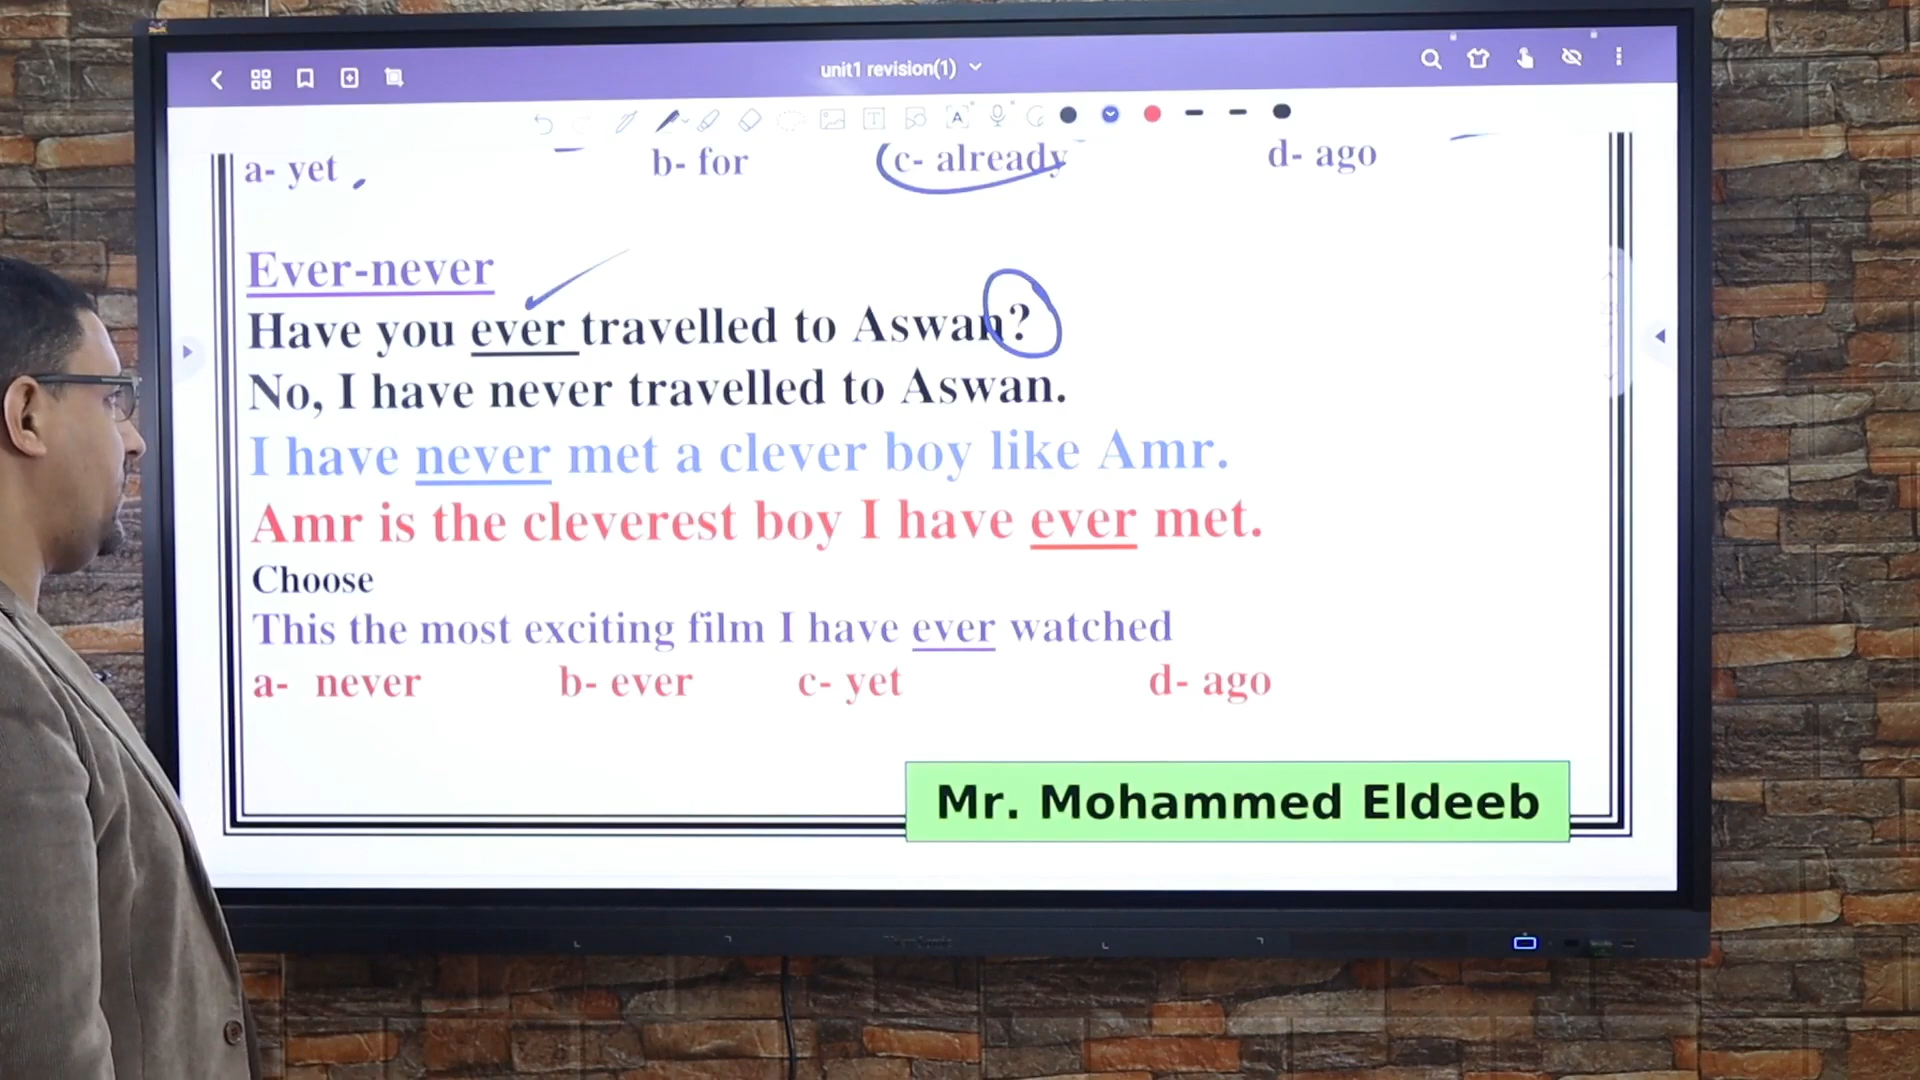 unit1 revision(1)
a- yet b- for c- already d- ago
Ever-never
Have you ever travelled to Aswan?
No, I have never travelled to Aswan.
I have never met a clever boy like Amr.
Amr is the cleverest boy I have ever met.
Choose
This the most exciting film I have ever watched
a- never b- ever c- yet d- ago
Mr. Mohammed Eldeeb